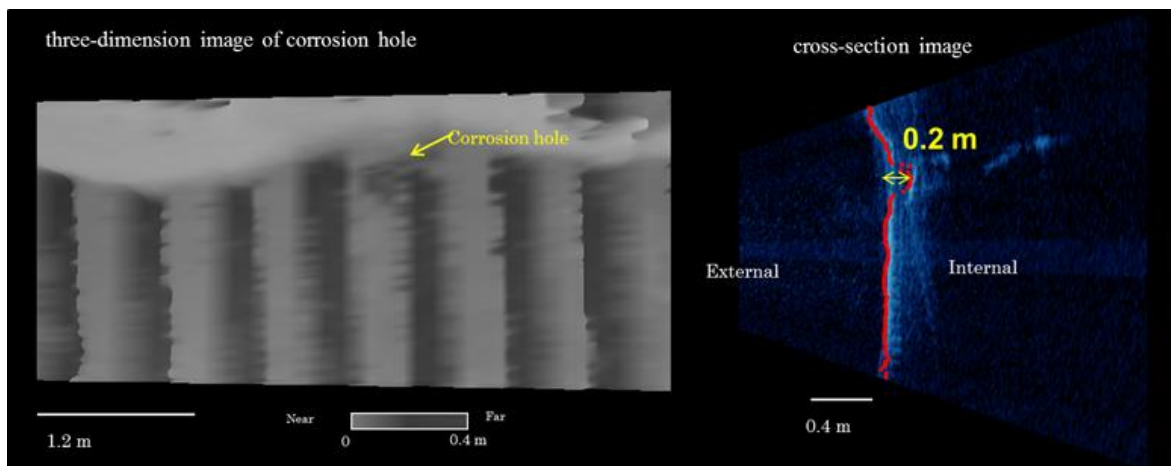 three-dimension image of corrosion hole
cross-section image
Corrosion hole
0.2 m
External
Internal
Near
Far
0
0.4 m
1.2 m
0.4 m